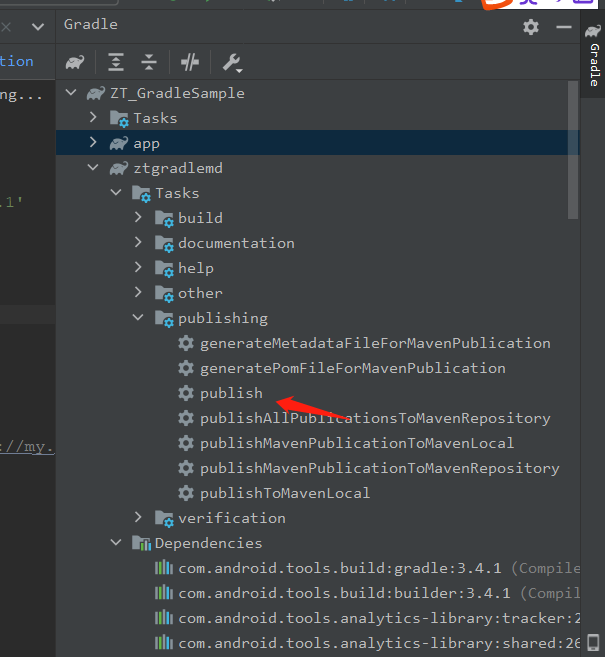 Gradle
tion
ng...
.1'
://my.
ZT_GradleSample
Tasks
app
ztgradlemd
Tasks
build
documentation
help
other
publishing
generateMetadataFileForMavenPublication
generatePomFileForMavenPublication
publish
publishAllPublicationsToMavenRepository
publishMavenPublicationToMavenLocal
publishMavenPublicationToMavenRepository
publishToMavenLocal
verification
Dependencies
com.android.tools.build:gradle:3.4.1 (Compile
com.android.tools.build:builder:3.4.1 (Compil
com.android.tools.analytics-library:tracker:2
com.android.tools.analytics-library:shared:26
Gradle